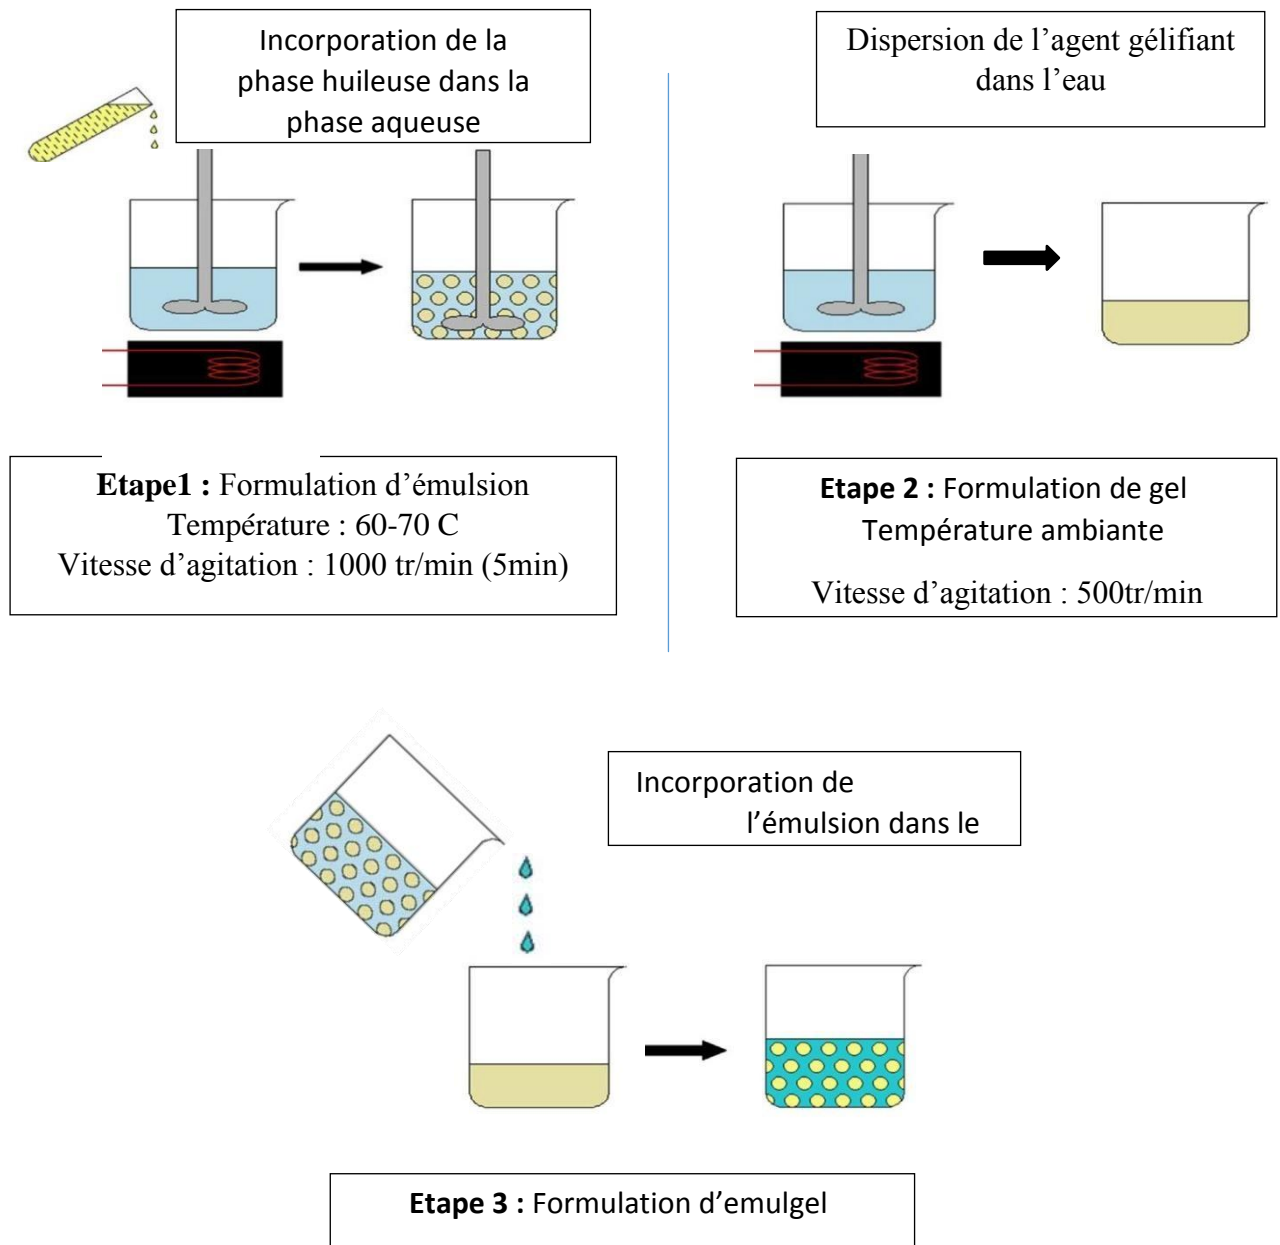 Incorporation de la
phase huileuse dans la
phase aqueuse
Dispersion de l’agent gélifiant
dans l’eau
Etape1 : Formulation d’émulsion
Température : 60-70 C
Vitesse d’agitation : 1000 tr/min (5min)
Etape 2 : Formulation de gel
Température ambiante
Vitesse d’agitation : 500tr/min
Incorporation de
l’émulsion dans le
Etape 3 : Formulation d’emulgel